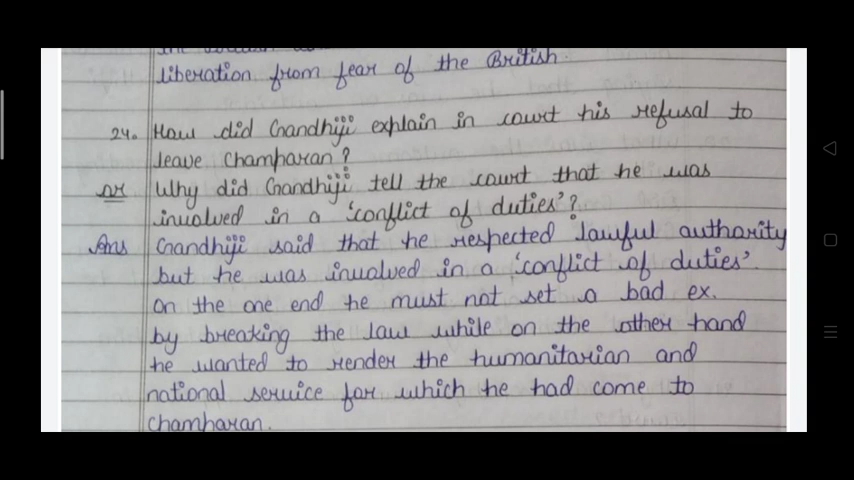 liberation from fear of the British.
24. How did Gandhiji explain in court his refusal to
leave Champaran?
or Why did Gandhiji tell the court that he was
involved in a 'conflict of duties'?
Ans Gandhiji said that he respected lawful authority
but he was involved in a 'conflict of duties'.
On the one end he must not set a bad ex.
by breaking the law while on the other hand
he wanted to render the humanitarian and
national service for which he had come to
Champaran.